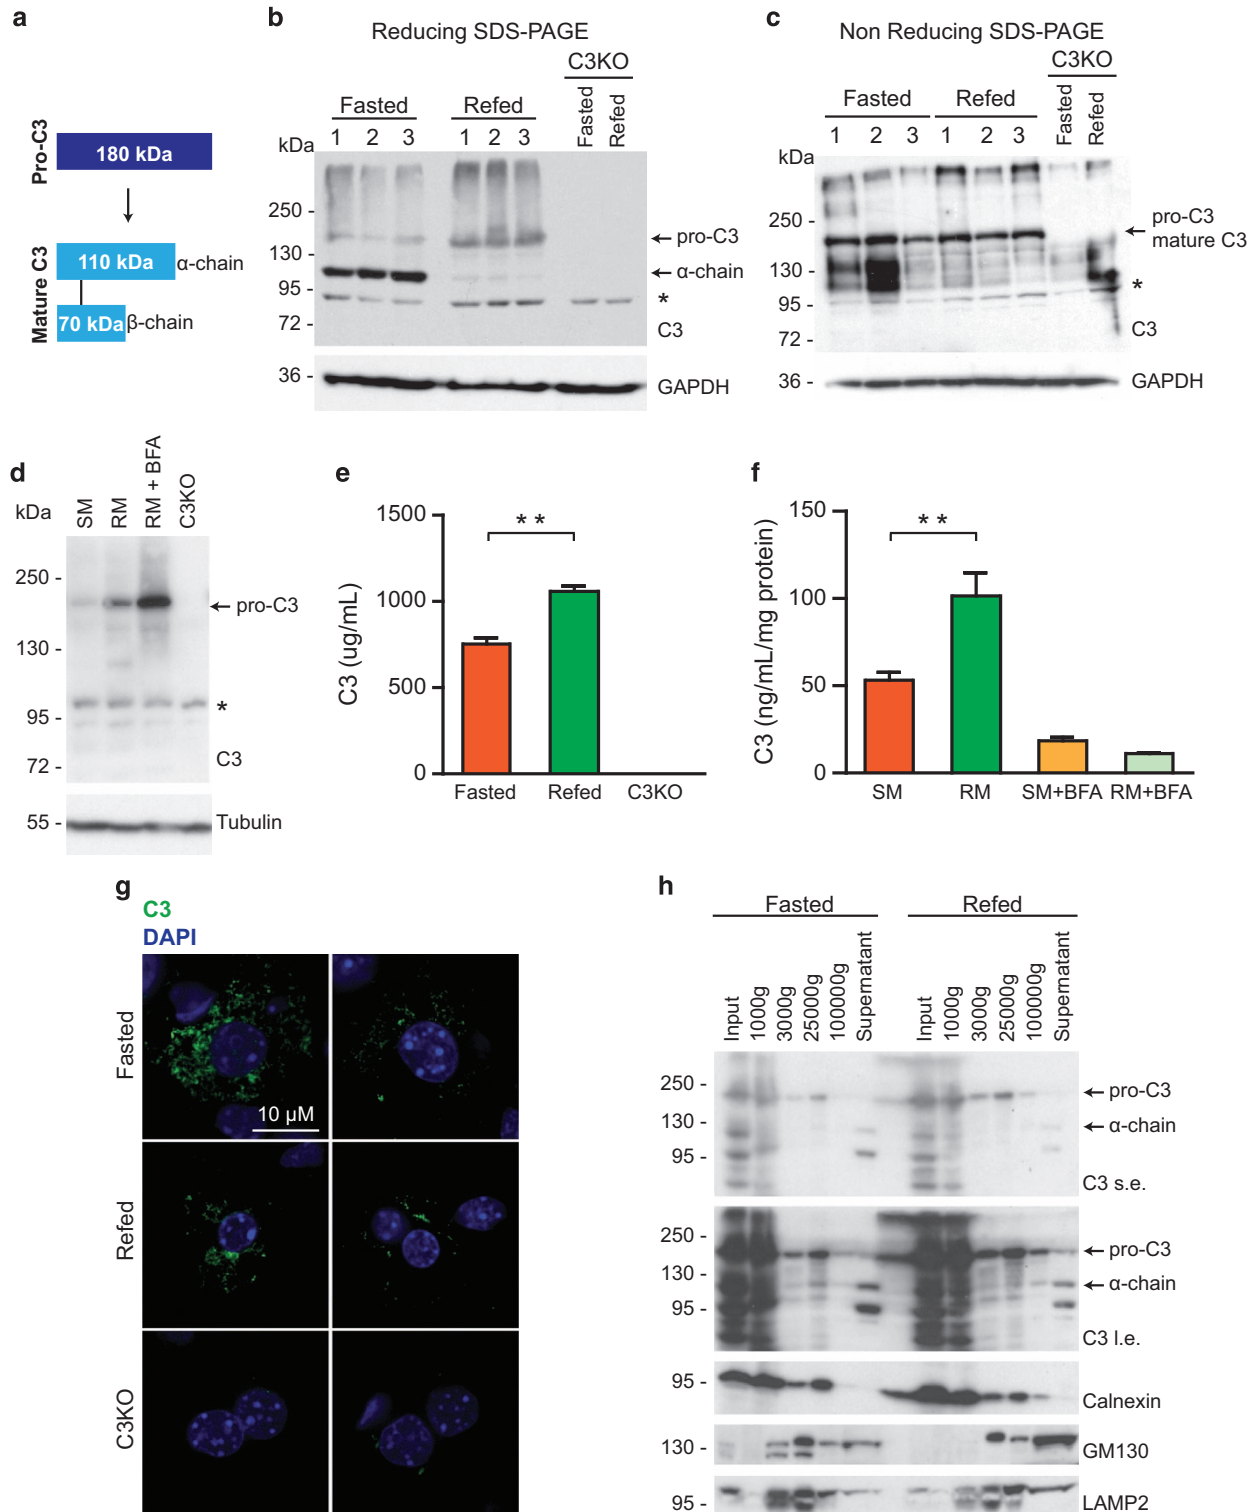 a
Pro-C3
180 kDa
Mature C3
110 kDa
α-chain
70 kDa
β-chain
b
Reducing SDS-PAGE
C3KO
Fasted
Refed
Fasted
Refed
1 2 3 1 2 3
kDa
250 -
130 -
95 -
72 -
36 -
← pro-C3
← α-chain
*
C3
GAPDH
c
Non Reducing SDS-PAGE
C3KO
Fasted
Refed
Fasted
Refed
1 2 3 1 2 3
kDa
250 -
130 -
95 -
72 -
36 -
← pro-C3
mature C3
*
C3
GAPDH
d
SM
RM
RM + BFA
C3KO
kDa
250 -
130 -
95 -
72 -
55 -
← pro-C3
*
C3
Tubulin
e
C3 (ug/mL)
1500
1000
500
0
* *
Fasted Refed C3KO
f
C3 (ng/mL/mg protein)
150
100
50
0
* *
SM RM SM+BFA RM+BFA
g
C3
DAPI
Fasted
10 µM
Refed
C3KO
h
Fasted
Refed
Input
1000g
3000g
25000g
100000g
Supernatant
Input
1000g
3000g
25000g
100000g
Supernatant
250 -
130 -
95 -
← pro-C3
← α-chain
C3 s.e.
250 -
130 -
95 -
← pro-C3
← α-chain
C3 l.e.
95 -
Calnexin
130 -
GM130
95 -
LAMP2